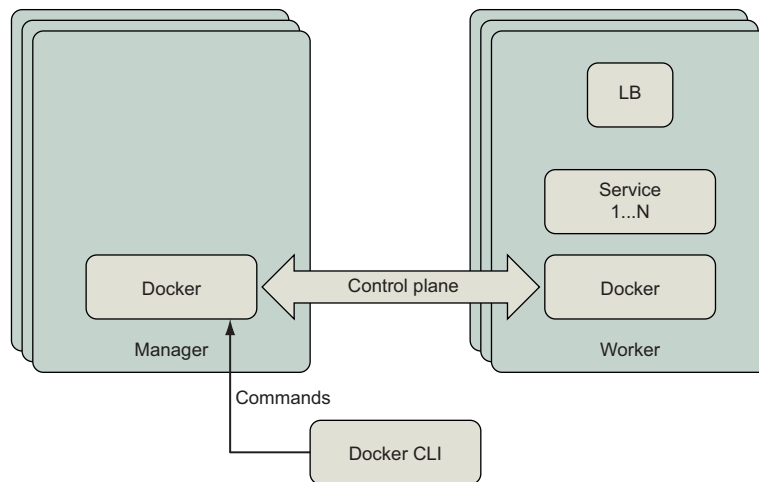 LB
Service
1...N
Docker
Control plane
Docker
Manager
Worker
Commands
Docker CLI